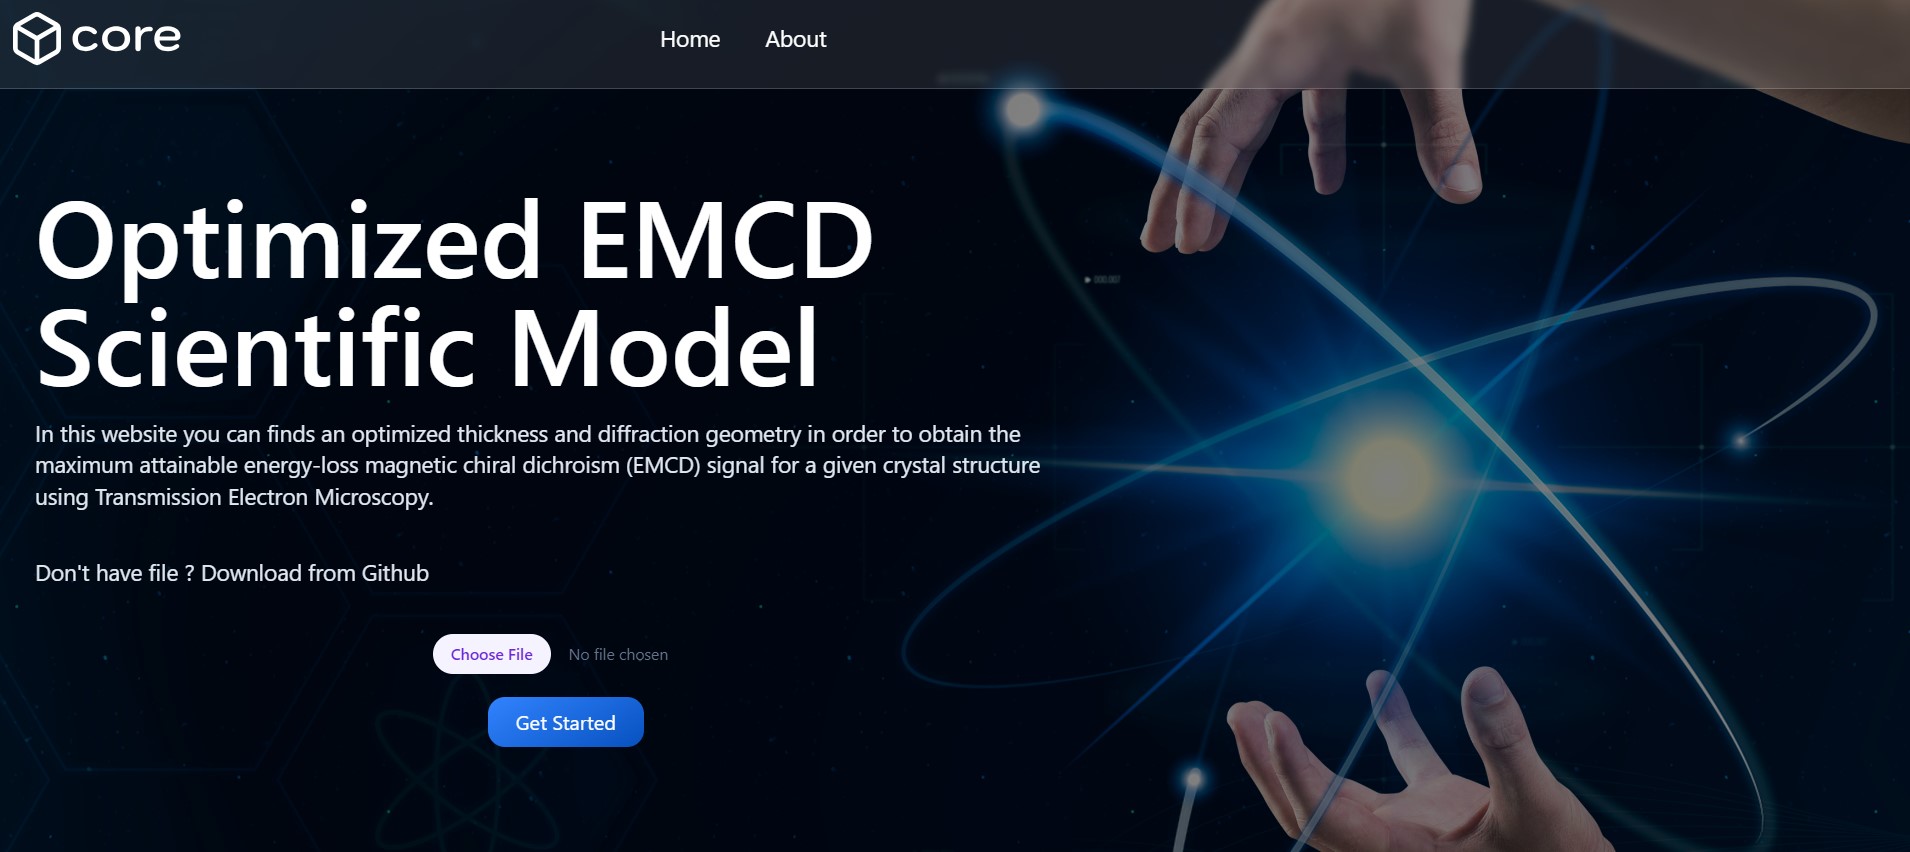 core
Home About
Optimized EMCD
Scientific Model
In this website you can finds an optimized thickness and diffraction geometry in order to obtain the
maximum attainable energy-loss magnetic chiral dichroism (EMCD) signal for a given crystal structure
using Transmission Electron Microscopy.
Don't have file ? Download from Github
Choose File No file chosen
Get Started